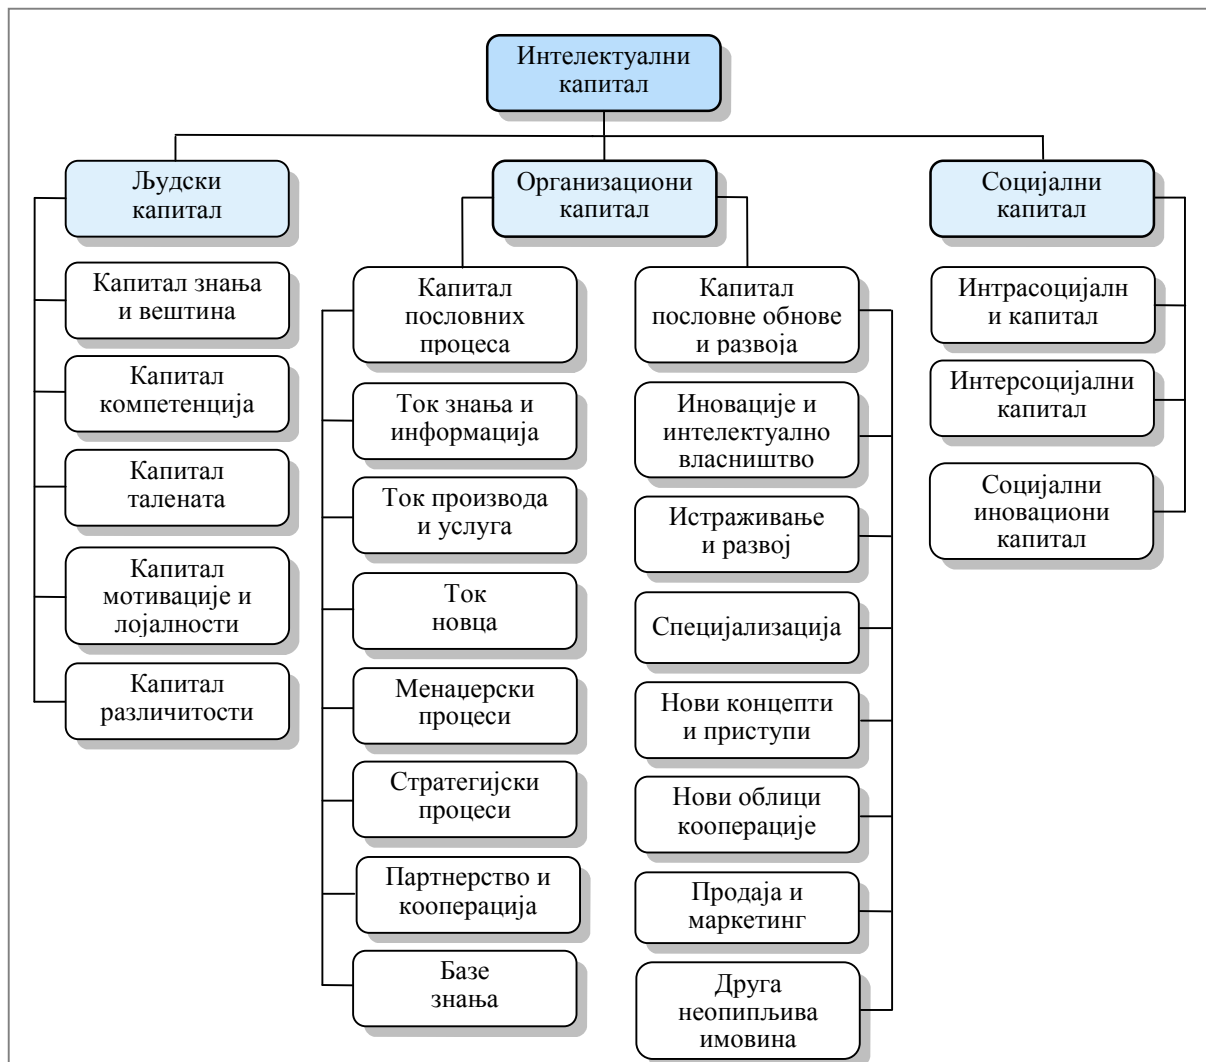 Интелектуални
капитал
Људски
капитал
Капитал знања
и вештина
Капитал
компетенција
Капитал
талената
Капитал
мотивације и
лојалности
Капитал
различитости
Организациони
капитал
Капитал
пословних
процеса
Ток знања и
информација
Ток производа
и услуга
Ток
новца
Менаџерски
процеси
Стратегијски
процеси
Партнерство и
кооперација
Базе
знања
Капитал
пословне обнове
и развоја
Иновације и
интелектуално
власништво
Истраживање
и развој
Специјализација
Нови концепти
и приступи
Нови облици
кооперације
Продаја и
маркетинг
Друга
неопипљива
имовина
Социјални
капитал
Интрасоцијалн
и капитал
Интерсоцијални
капитал
Социјални
иновациони
капитал